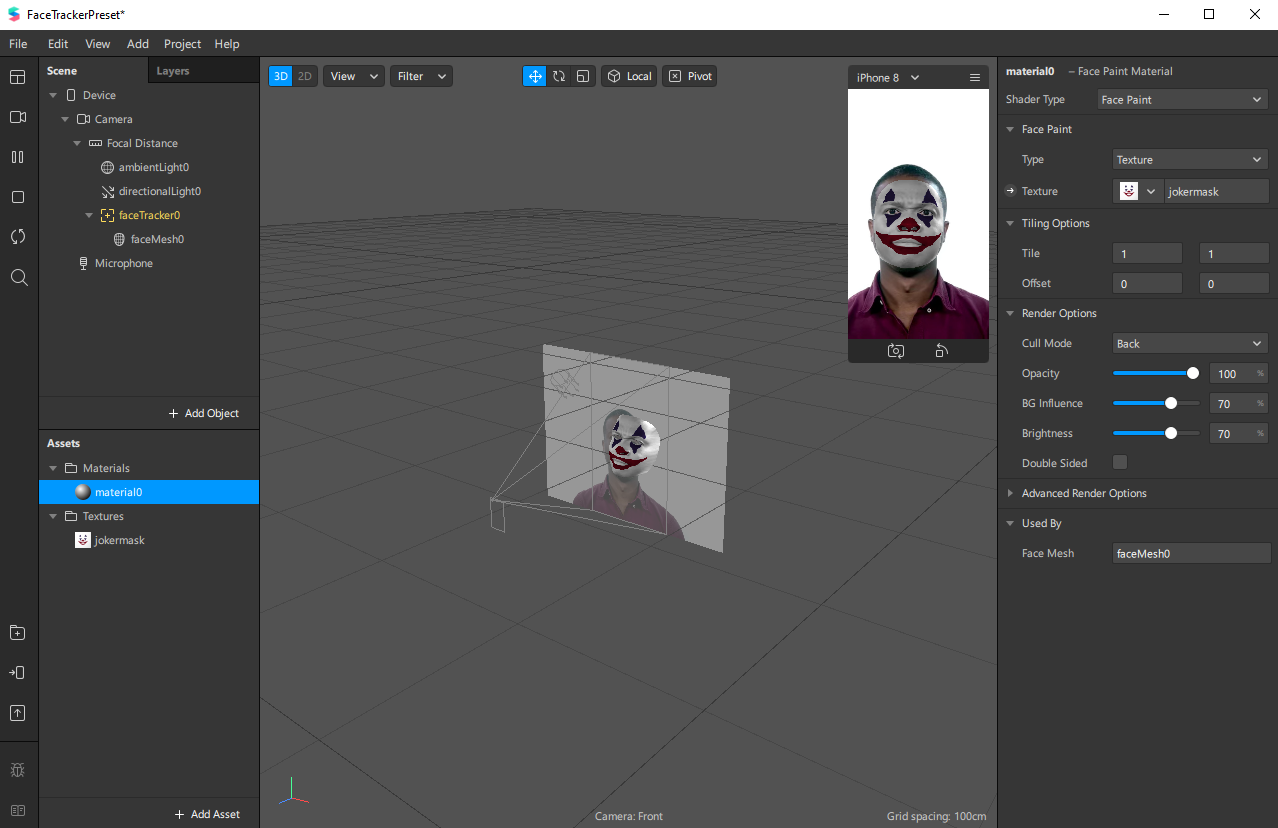 FaceTrackerPreset*
File Edit View Add Project Help
Scene Layers
Device
Camera
Focal Distance
ambientLight0
directionalLight0
faceTracker0
faceMesh0
Microphone
Add Object
Assets
Materials
material0
Textures
jokermask
Add Asset
3D 2D View Filter Local Pivot
iPhone 8
Camera: Front
Grid spacing: 100cm
material0 – Face Paint Material
Shader Type Face Paint
Face Paint
Type Texture
Texture jokermask
Tiling Options
Tile 1 1
Offset 0 0
Render Options
Cull Mode Back
Opacity 100 %
BG Influence 70 %
Brightness 70 %
Double Sided
Advanced Render Options
Used By
Face Mesh faceMesh0